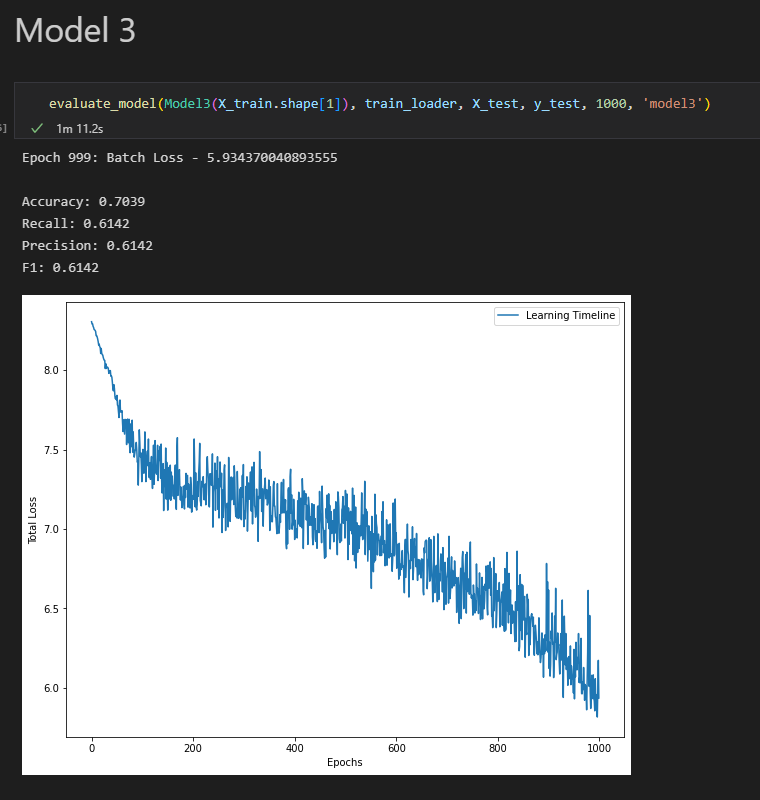 Model 3
evaluate_model(Model3(X_train.shape[1]), train_loader, X_test, y_test, 1000, 'model3')
1m 11.2s
Epoch 999: Batch Loss - 5.934370040893555
Accuracy: 0.7039
Recall: 0.6142
Precision: 0.6142
F1: 0.6142
Learning Timeline
8.0
7.5
7.0
6.5
6.0
Total Loss
0 200 400 600 800 1000
Epochs